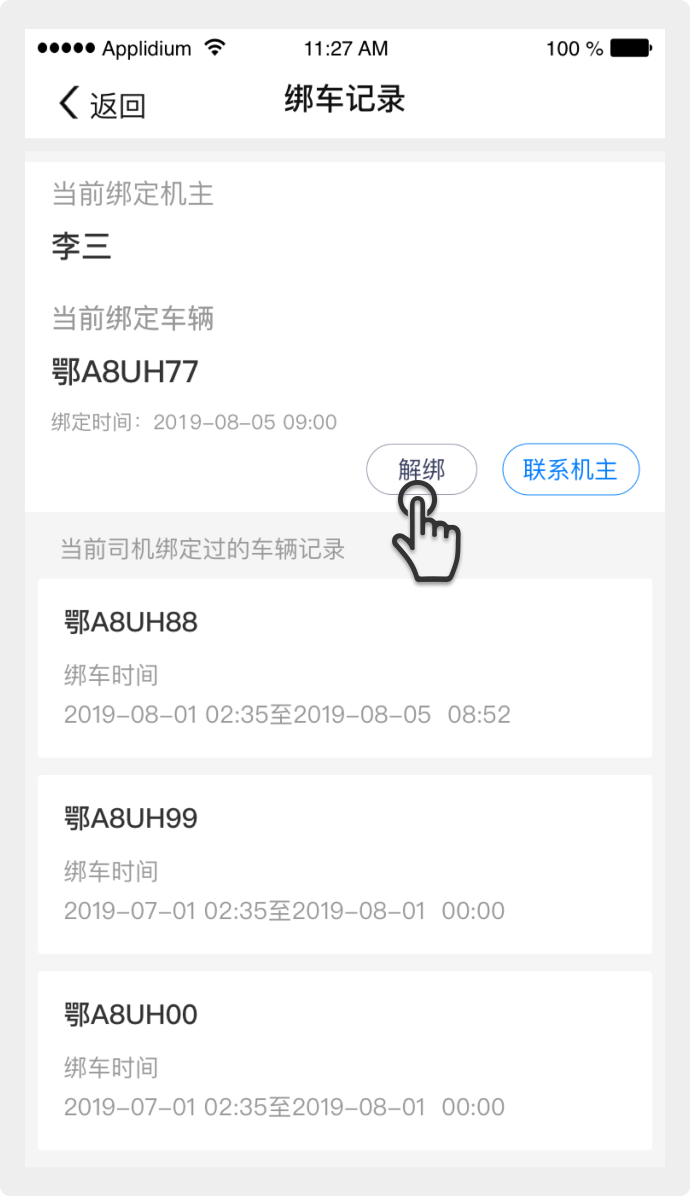 Applidium 11:27 AM 100 %
返回 绑车记录
当前绑定机主
李三
当前绑定车辆
鄂A8UH77
绑定时间：2019-08-05 09:00
解绑 联系机主
当前司机绑定过的车辆记录
鄂A8UH88
绑车时间
2019-08-01 02:35至2019-08-05 08:52
鄂A8UH99
绑车时间
2019-07-01 02:35至2019-08-01 00:00
鄂A8UH00
绑车时间
2019-07-01 02:35至2019-08-01 00:00